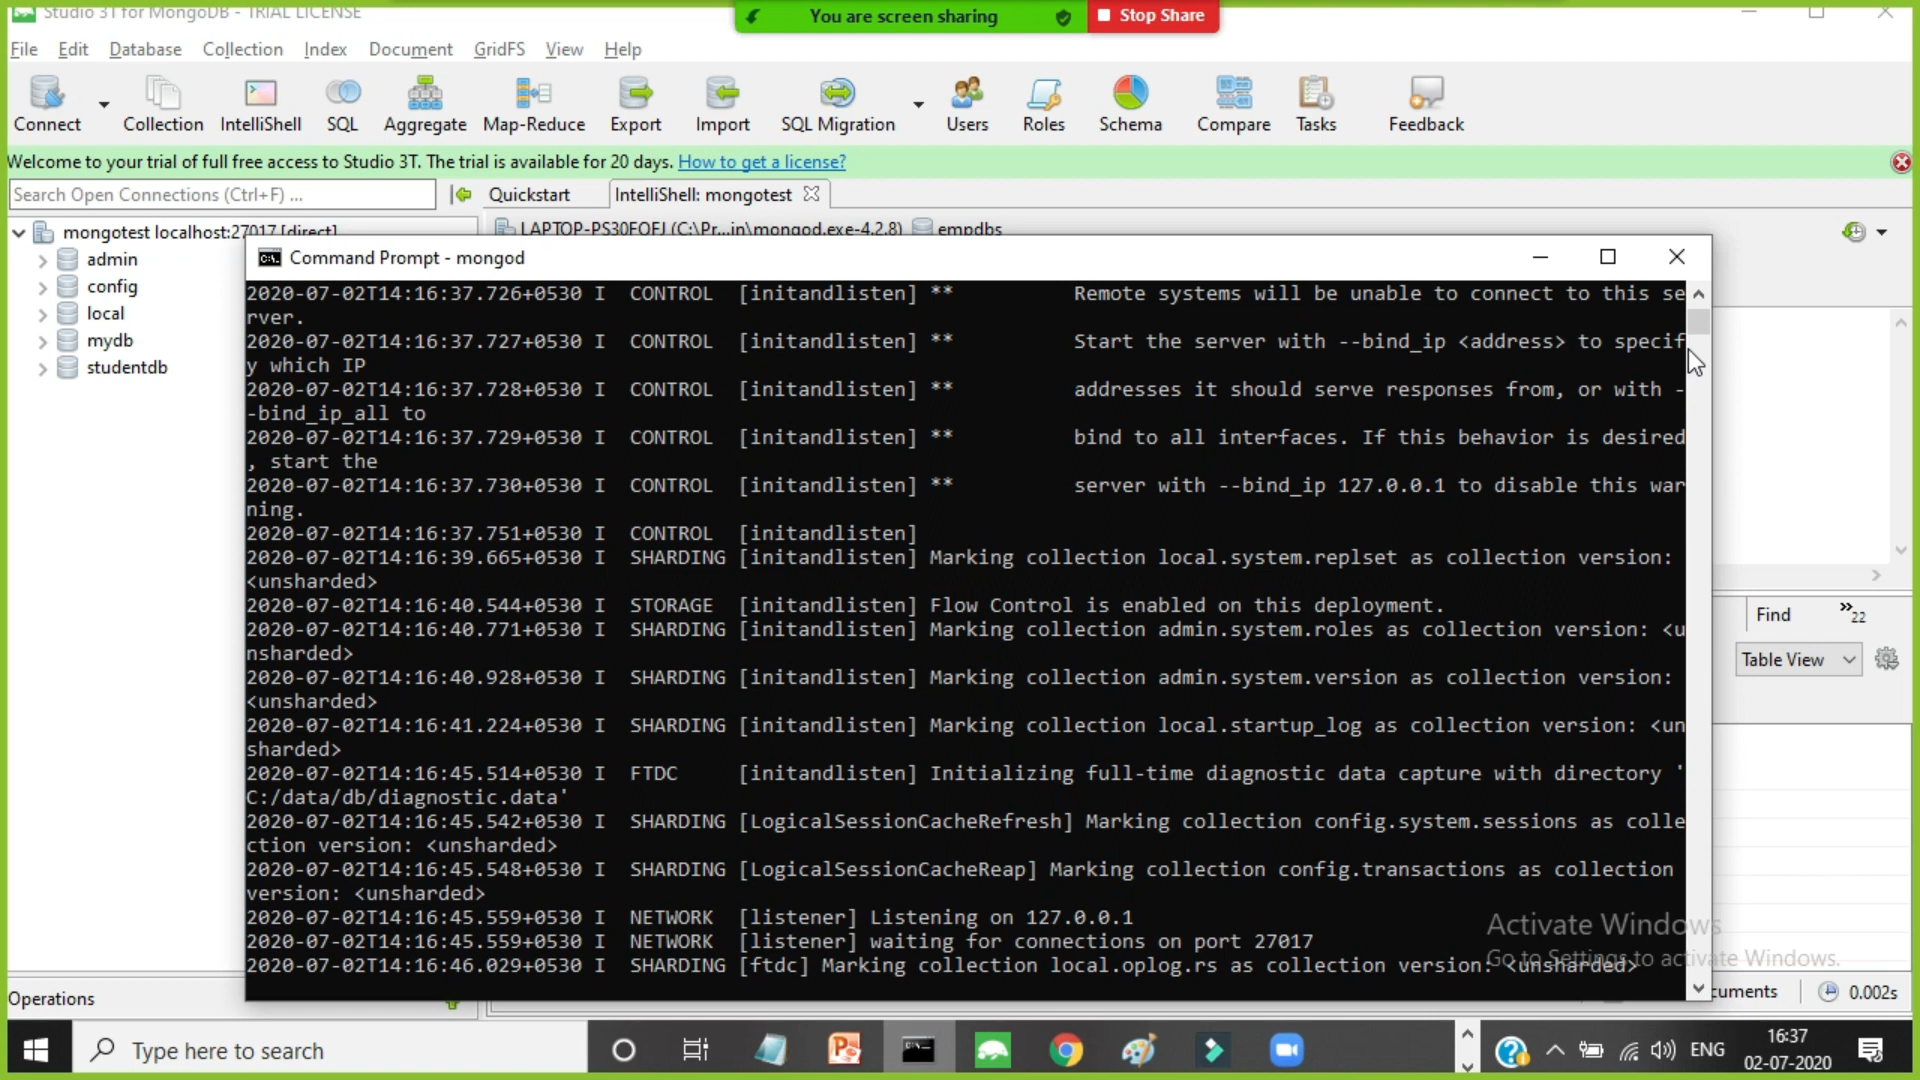 Studio 3T for MongoDB - TRIAL LICENSE
You are screen sharing
Stop Share
File Edit Database Collection Index Document GridFS View Help
Connect Collection IntelliShell SQL Aggregate Map-Reduce Export Import SQL Migration Users Roles Schema Compare Tasks Feedback
Welcome to your trial of full free access to Studio 3T. The trial is available for 20 days. How to get a license?
Search Open Connections (Ctrl+F) ...
Quickstart
IntelliShell: mongotest
mongotest localhost:27017 [direct]
LAPTOP-PS30FOFJ (C:\Pr...in\mongod.exe-4.2.8) empdbs
admin
config
local
mydb
studentdb
Command Prompt - mongod
2020-07-02T14:16:37.726+0530 I CONTROL [initandlisten] ** Remote systems will be unable to connect to this se
rver.
2020-07-02T14:16:37.727+0530 I CONTROL [initandlisten] ** Start the server with --bind_ip <address> to specif
y which IP
2020-07-02T14:16:37.728+0530 I CONTROL [initandlisten] ** addresses it should serve responses from, or with -
-bind_ip_all to
2020-07-02T14:16:37.729+0530 I CONTROL [initandlisten] ** bind to all interfaces. If this behavior is desired
, start the
2020-07-02T14:16:37.730+0530 I CONTROL [initandlisten] ** server with --bind_ip 127.0.0.1 to disable this war
ning.
2020-07-02T14:16:37.751+0530 I CONTROL [initandlisten]
2020-07-02T14:16:39.665+0530 I SHARDING [initandlisten] Marking collection local.system.replset as collection version:
<unsharded>
2020-07-02T14:16:40.544+0530 I STORAGE [initandlisten] Flow Control is enabled on this deployment.
2020-07-02T14:16:40.771+0530 I SHARDING [initandlisten] Marking collection admin.system.roles as collection version: <u
nsharded>
2020-07-02T14:16:40.928+0530 I SHARDING [initandlisten] Marking collection admin.system.version as collection version:
<unsharded>
2020-07-02T14:16:41.224+0530 I SHARDING [initandlisten] Marking collection local.startup_log as collection version: <un
sharded>
2020-07-02T14:16:45.514+0530 I FTDC [initandlisten] Initializing full-time diagnostic data capture with directory '
C:/data/db/diagnostic.data'
2020-07-02T14:16:45.542+0530 I SHARDING [LogicalSessionCacheRefresh] Marking collection config.system.sessions as colle
ction version: <unsharded>
2020-07-02T14:16:45.548+0530 I SHARDING [LogicalSessionCacheReap] Marking collection config.transactions as collection
version: <unsharded>
2020-07-02T14:16:45.559+0530 I NETWORK [listener] Listening on 127.0.0.1
2020-07-02T14:16:45.559+0530 I NETWORK [listener] waiting for connections on port 27017
2020-07-02T14:16:46.029+0530 I SHARDING [ftdc] Marking collection local.oplog.rs as collection version: <unsharded>
Find
22
Table View
Activate Windows
Go to Settings to activate Windows.
Operations
cuments
0.002s
Type here to search
ENG
16:37
02-07-2020